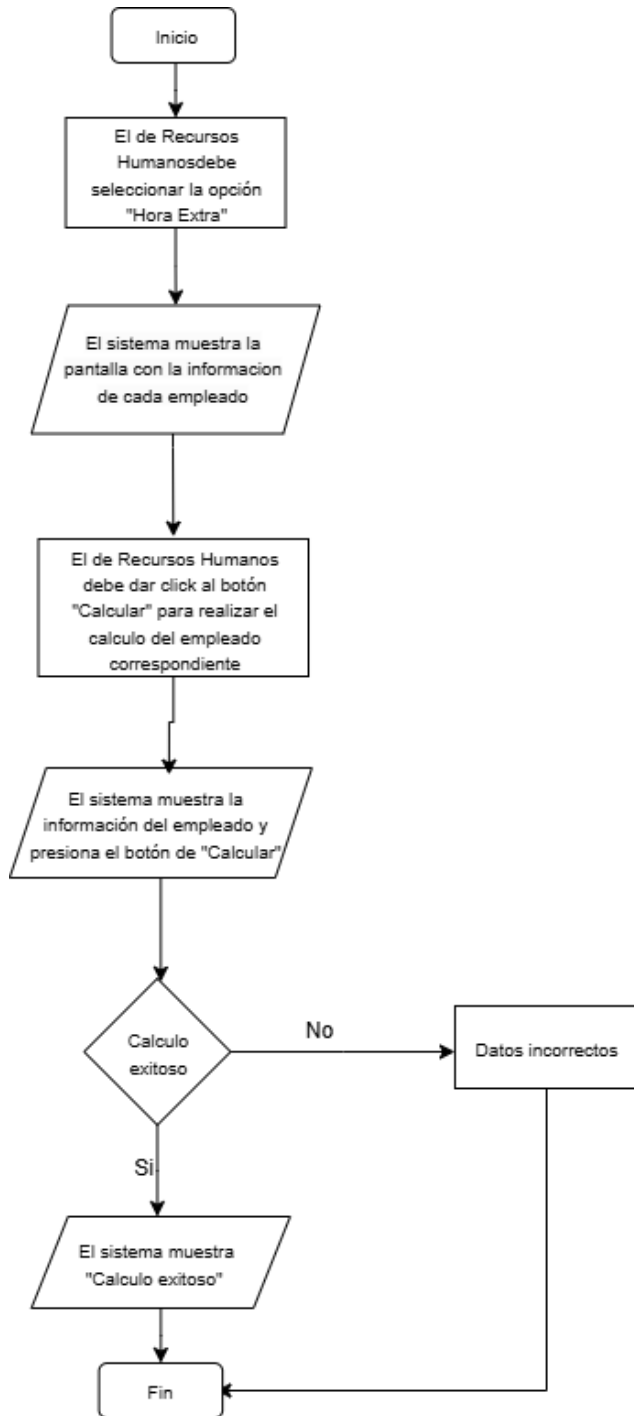 Inicio
El de Recursos
Humanosdebe
seleccionar la opción
"Hora Extra"
El sistema muestra la
pantalla con la informacion
de cada empleado
El de Recursos Humanos
debe dar click al botón
"Calcular" para realizar el
calculo del empleado
correspondiente
El sistema muestra la
información del empleado y
presiona el botón de "Calcular"
Calculo
exitoso
No
Datos incorrectos
Si
El sistema muestra
"Calculo exitoso"
Fin